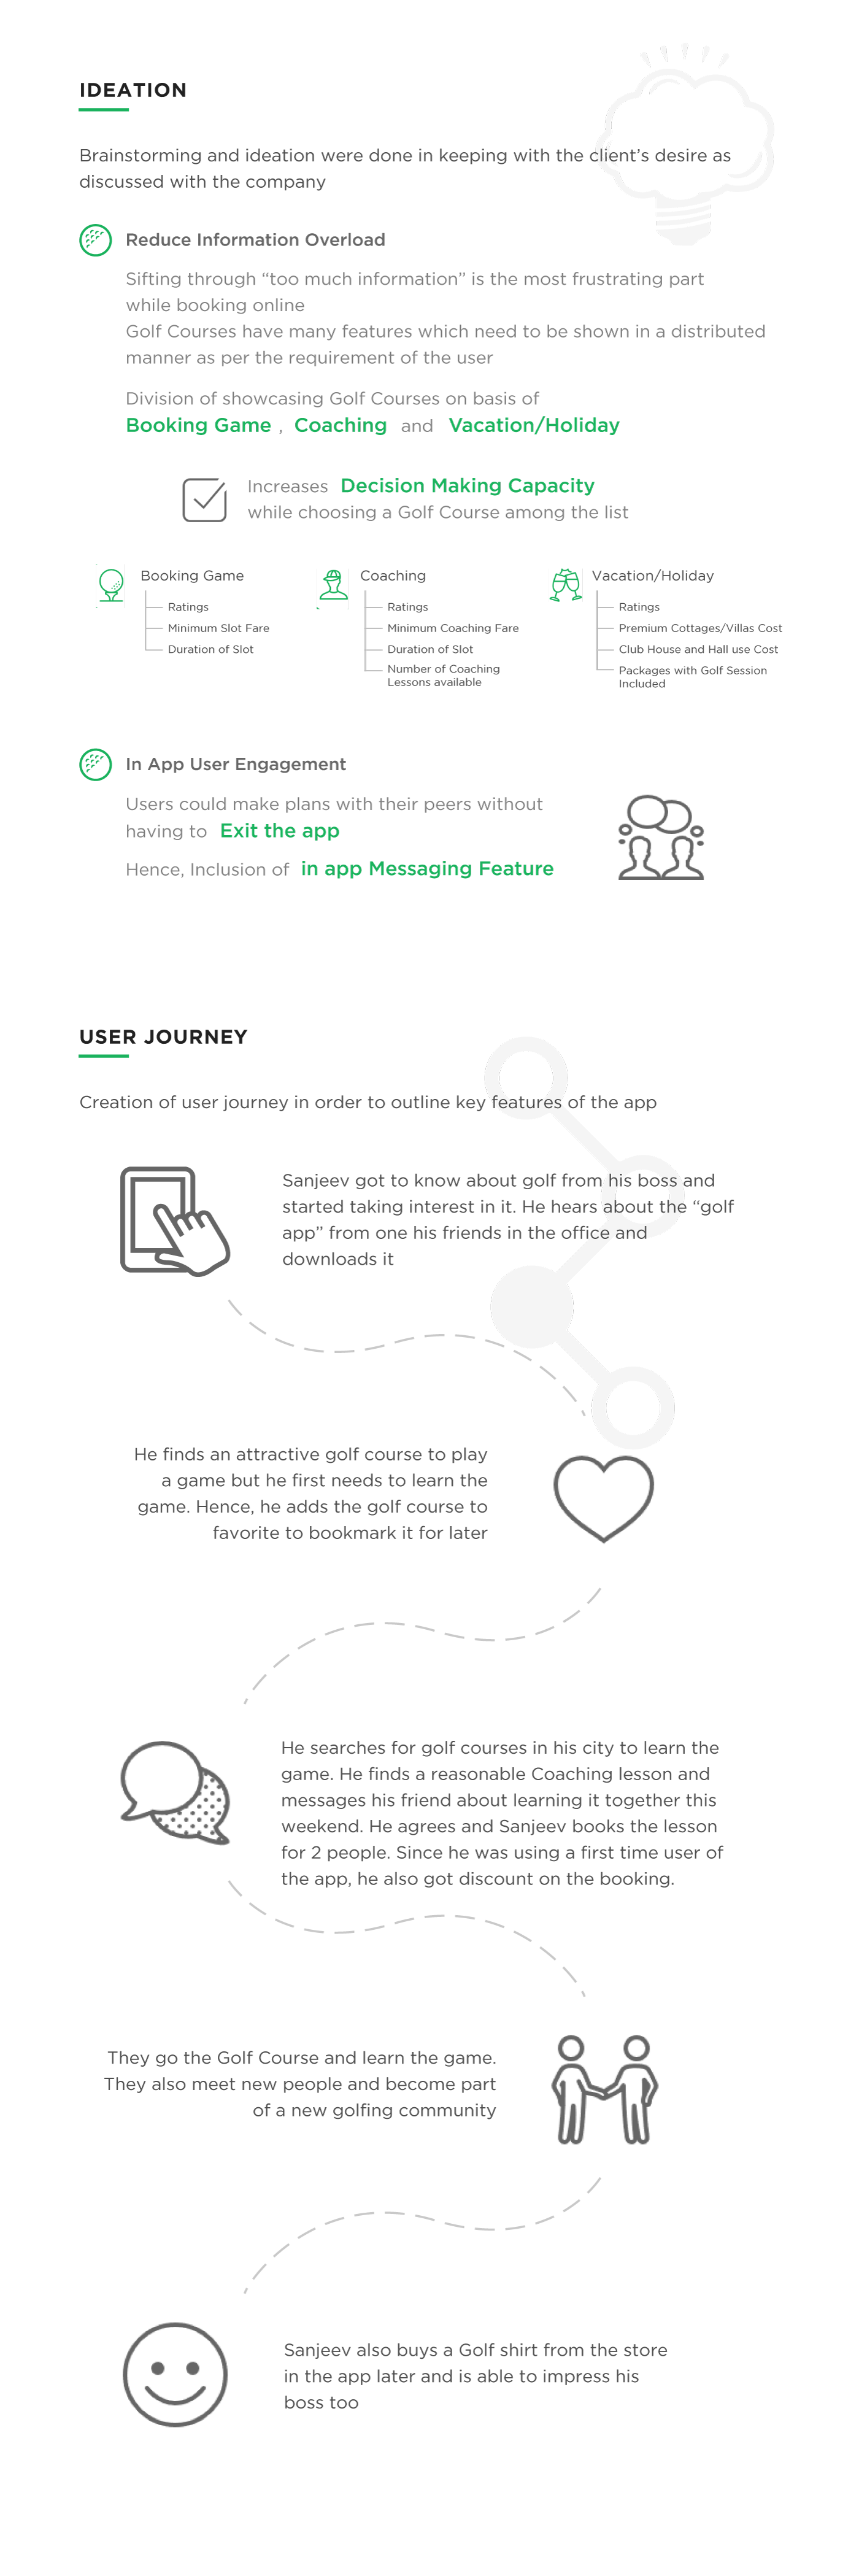 IDEATION
Brainstorming and ideation were done in keeping with the client’s desire as
discussed with the company
Reduce Information Overload
Sifting through “too much information” is the most frustrating part
while booking online
Golf Courses have many features which need to be shown in a distributed
manner as per the requirement of the user
Division of showcasing Golf Courses on basis of
Booking Game , Coaching and Vacation/Holiday
Increases Decision Making Capacity
while choosing a Golf Course among the list
Booking Game
Ratings
Minimum Slot Fare
Duration of Slot
Coaching
Ratings
Minimum Coaching Fare
Duration of Slot
Number of Coaching
Lessons available
Vacation/Holiday
Ratings
Premium Cottages/Villas Cost
Club House and Hall use Cost
Packages with Golf Session
Included
In App User Engagement
Users could make plans with their peers without
having to Exit the app
Hence, Inclusion of in app Messaging Feature
USER JOURNEY
Creation of user journey in order to outline key features of the app
Sanjeev got to know about golf from his boss and
started taking interest in it. He hears about the “golf
app” from one his friends in the office and
downloads it
He finds an attractive golf course to play
a game but he first needs to learn the
game. Hence, he adds the golf course to
favorite to bookmark it for later
He searches for golf courses in his city to learn the
game. He finds a reasonable Coaching lesson and
messages his friend about learning it together this
weekend. He agrees and Sanjeev books the lesson
for 2 people. Since he was using a first time user of
the app, he also got discount on the booking.
They go the Golf Course and learn the game.
They also meet new people and become part
of a new golfing community
Sanjeev also buys a Golf shirt from the store
in the app later and is able to impress his
boss too